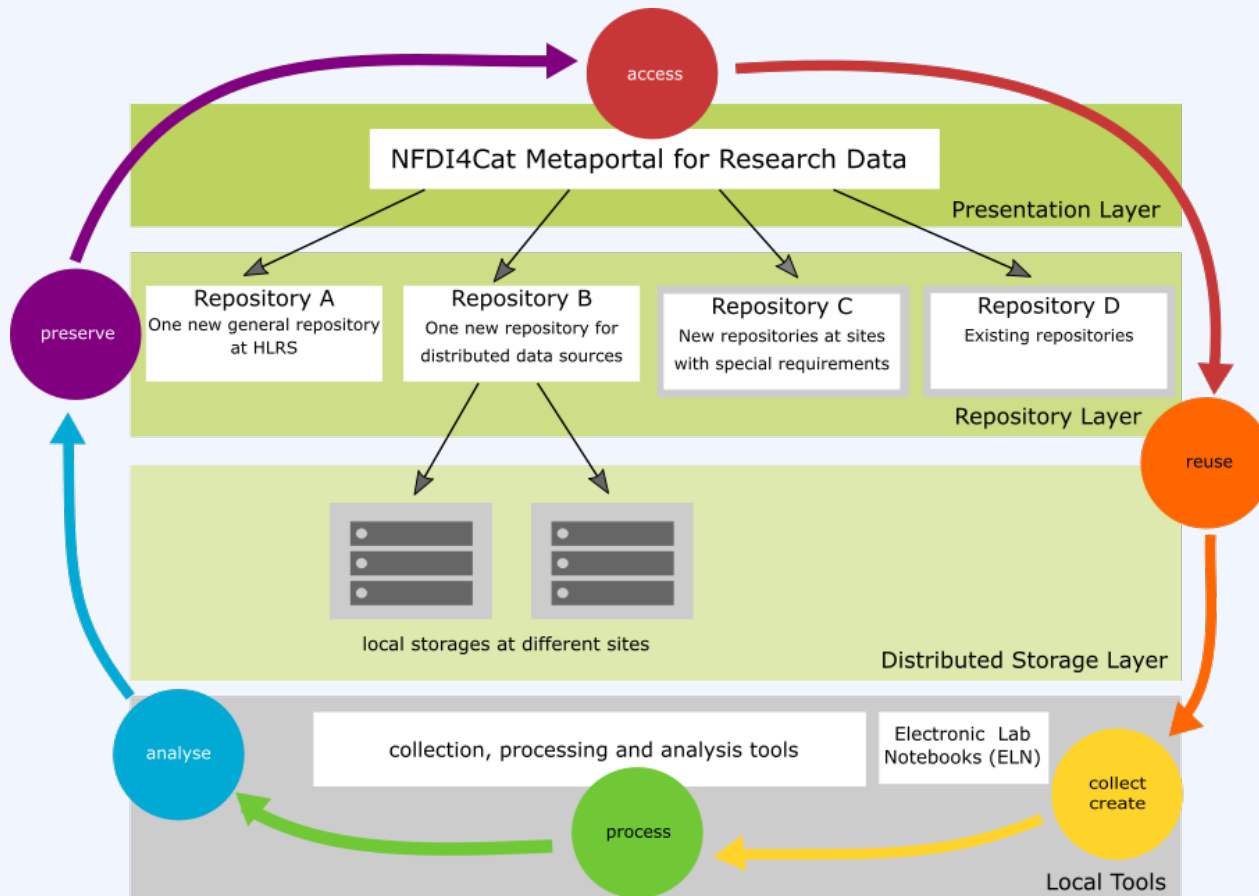 access
NFDI4Cat Metaportal for Research Data
Presentation Layer
preserve
Repository A
One new general repository
at HLRS
Repository B
One new repository for
distributed data sources
Repository C
New repositories at sites
with special requirements
Repository D
Existing repositories
Repository Layer
reuse
local storages at different sites
Distributed Storage Layer
analyse
collection, processing and analysis tools
Electronic Lab
Notebooks (ELN)
collect
create
process
Local Tools